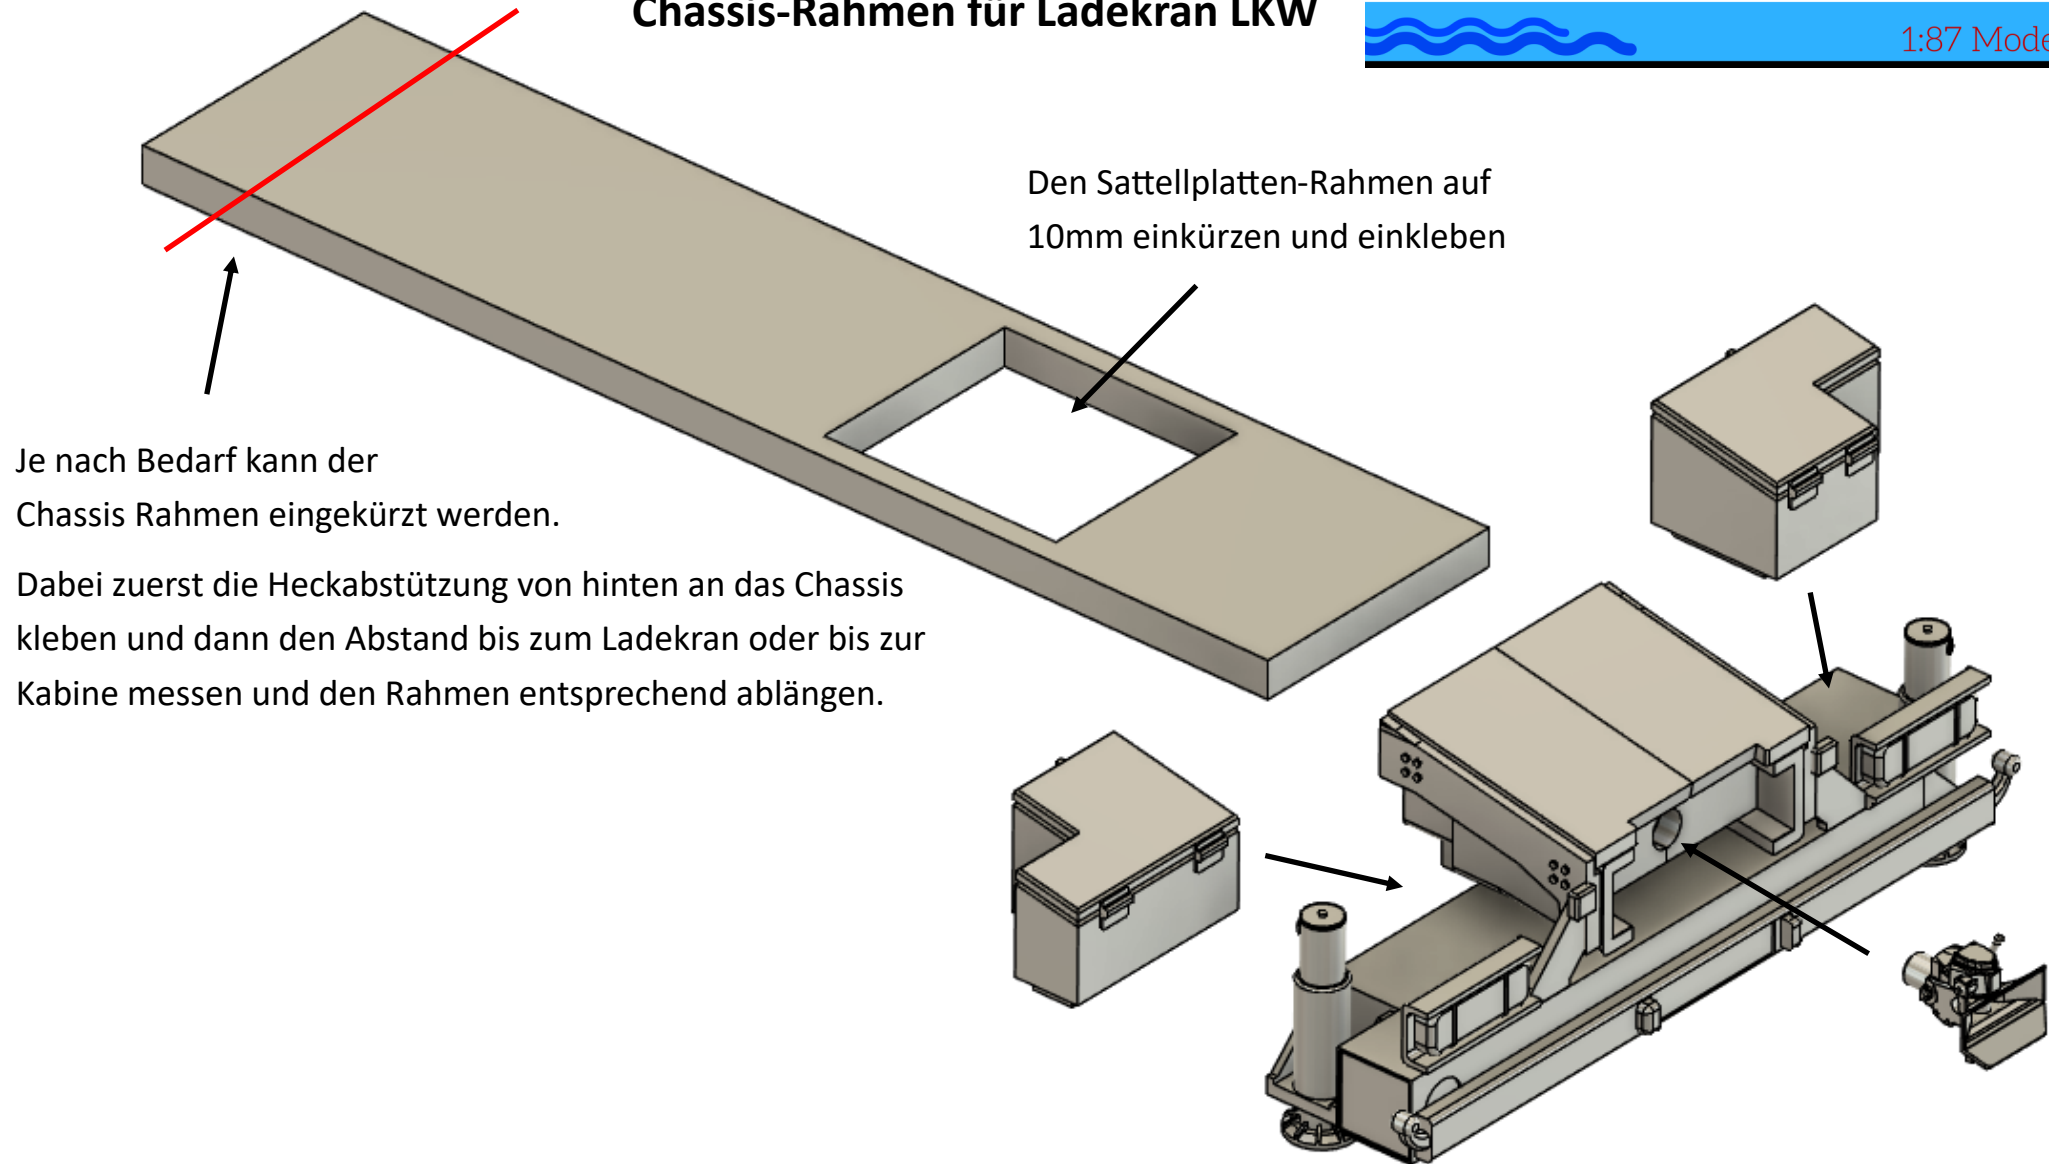 Chassis-Rahmen für Ladekran LKW
1:87 Mode
Den Sattellplatten-Rahmen auf
10mm einkürzen und einkleben
Je nach Bedarf kann der
Chassis Rahmen eingekürzt werden.
Dabei zuerst die Heckabstützung von hinten an das Chassis
kleben und dann den Abstand bis zum Ladekran oder bis zur
Kabine messen und den Rahmen entsprechend ablängen.